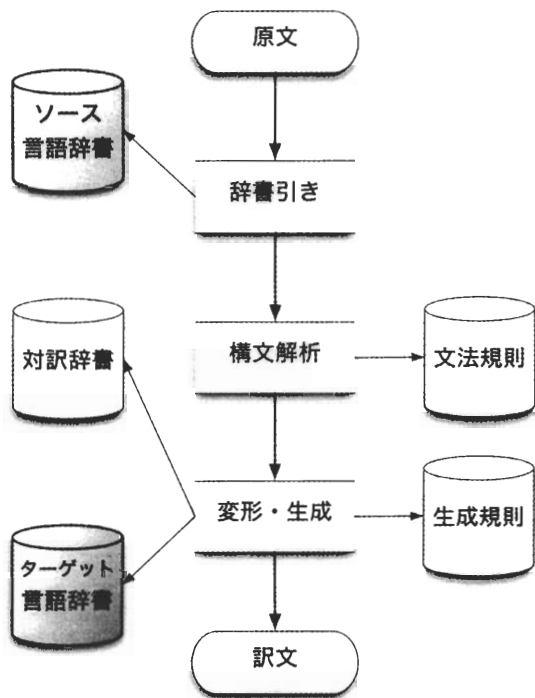 原文
ソース
言語辞書
辞書引き
対訳辞書
構文解析
文法規則
変形・生成
生成規則
ターゲット
言語辞書
訳文